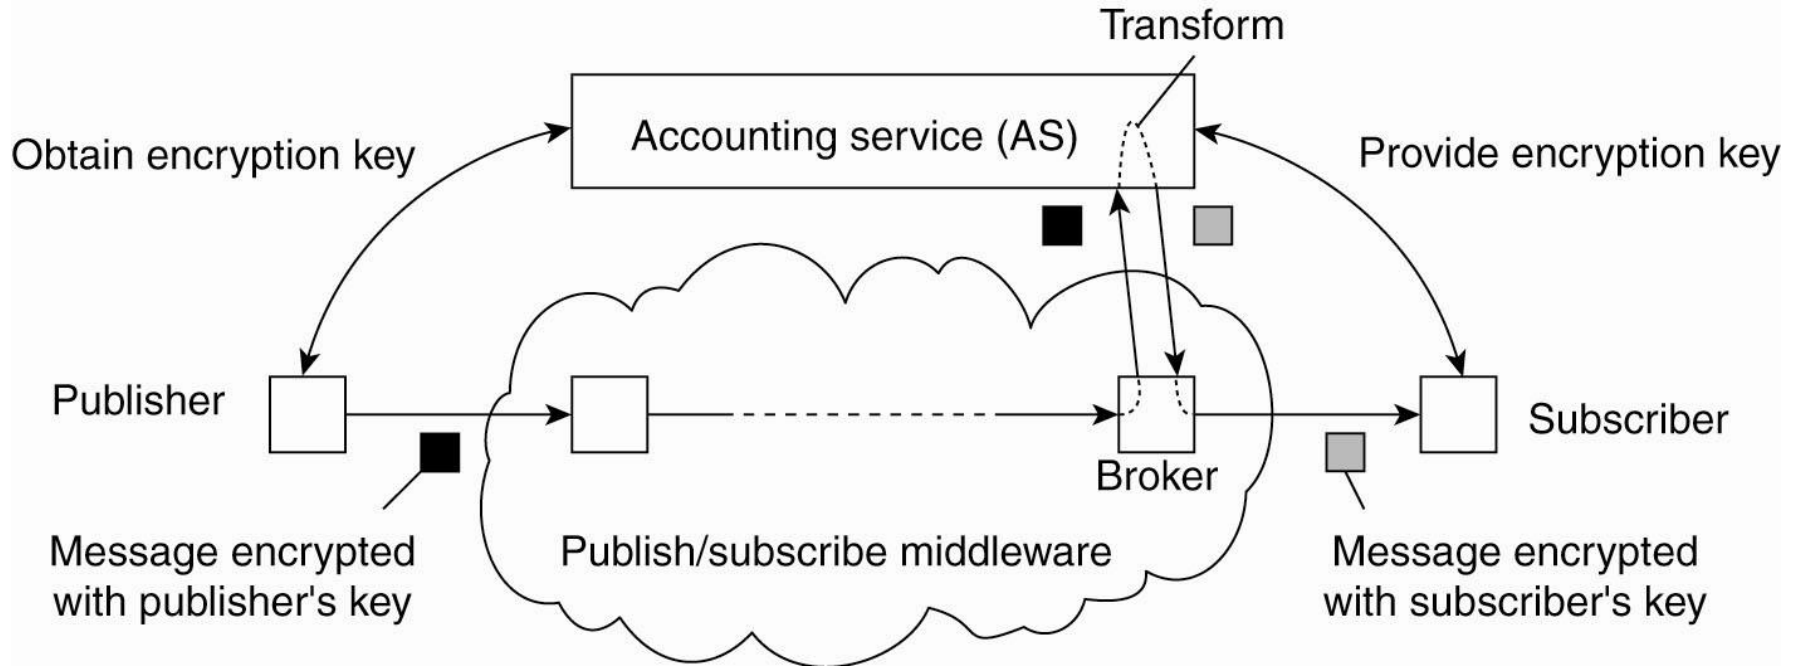 Transform
Accounting service (AS)
Obtain encryption key
Provide encryption key
Publisher
Subscriber
Broker
Message encrypted
with publisher's key
Publish/subscribe middleware
Message encrypted
with subscriber's key